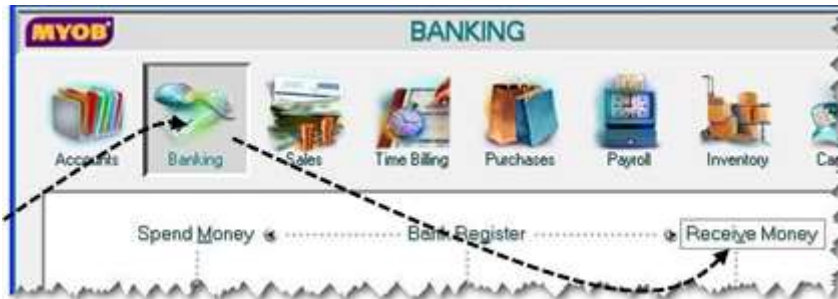 MYOB BANKING
Accounts Banking Sales Time Billing Purchases Payroll Inventory
Spend Money Bank Register Receive Money